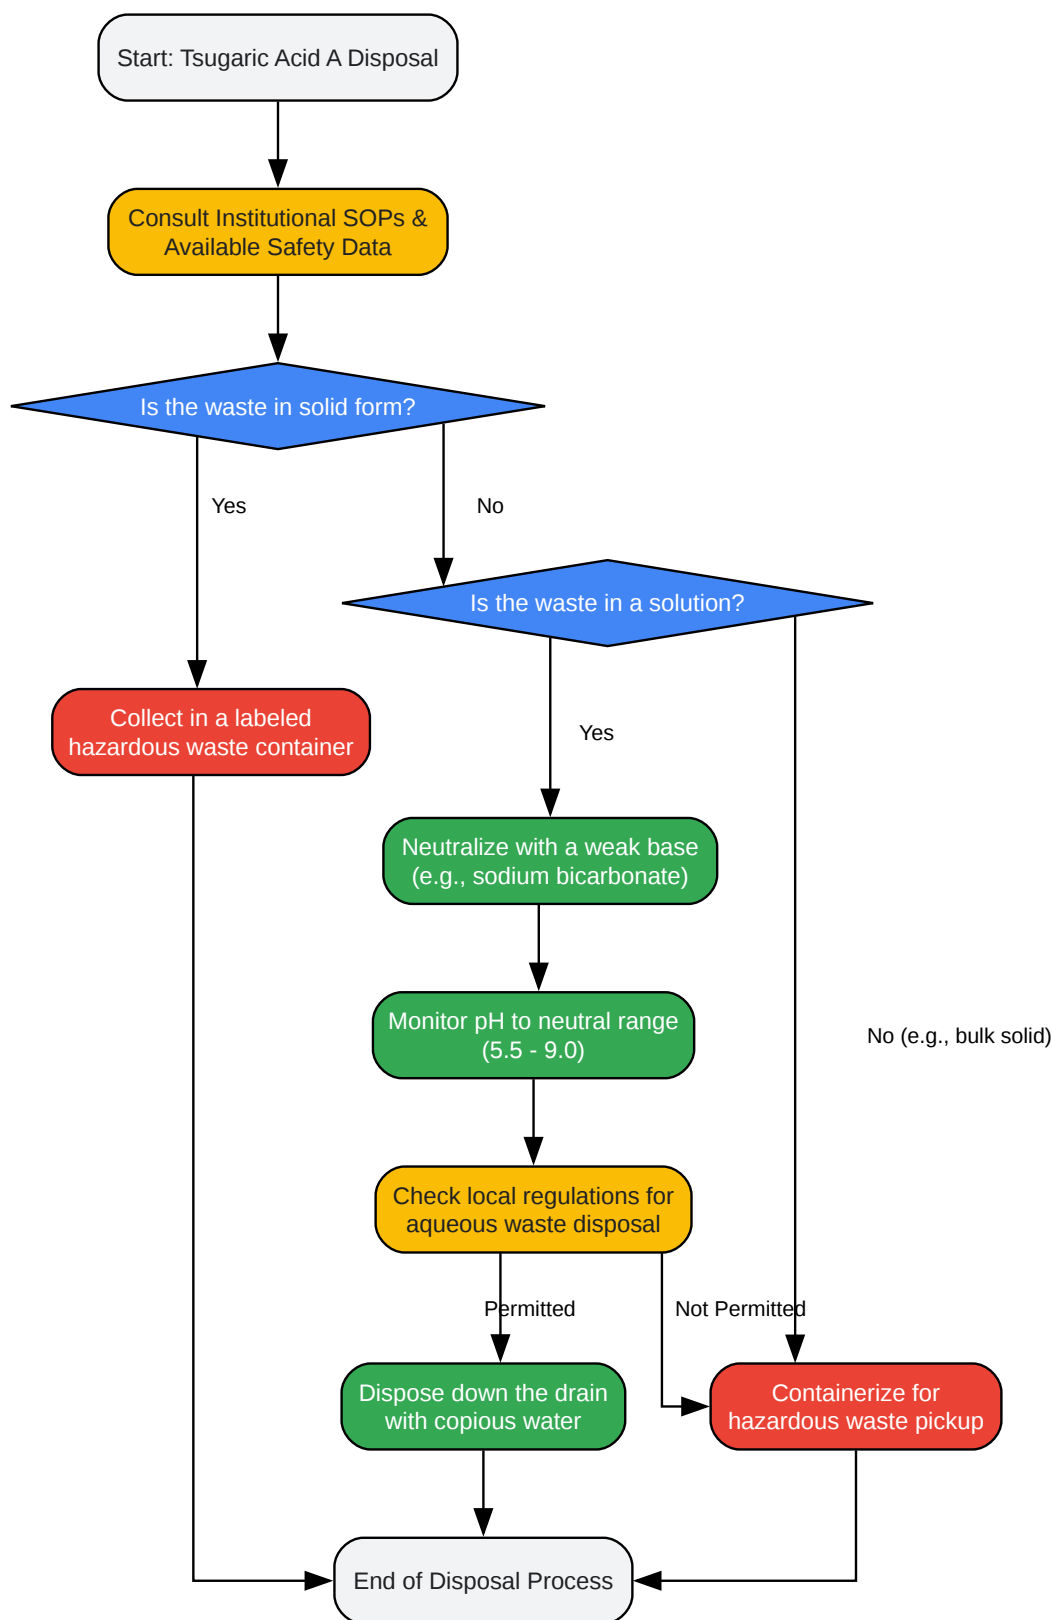 Start: Tsugaric Acid A Disposal
Consult Institutional SOPs &
Available Safety Data
Is the waste in solid form?
Yes
No
Is the waste in a solution?
Collect in a labeled
hazardous waste container
Yes
Neutralize with a weak base
(e.g., sodium bicarbonate)
Monitor pH to neutral range
(5.5 - 9.0)
No (e.g., bulk solid)
Check local regulations for
aqueous waste disposal
Permitted
Not Permitted
Dispose down the drain
with copious water
Containerize for
hazardous waste pickup
End of Disposal Process